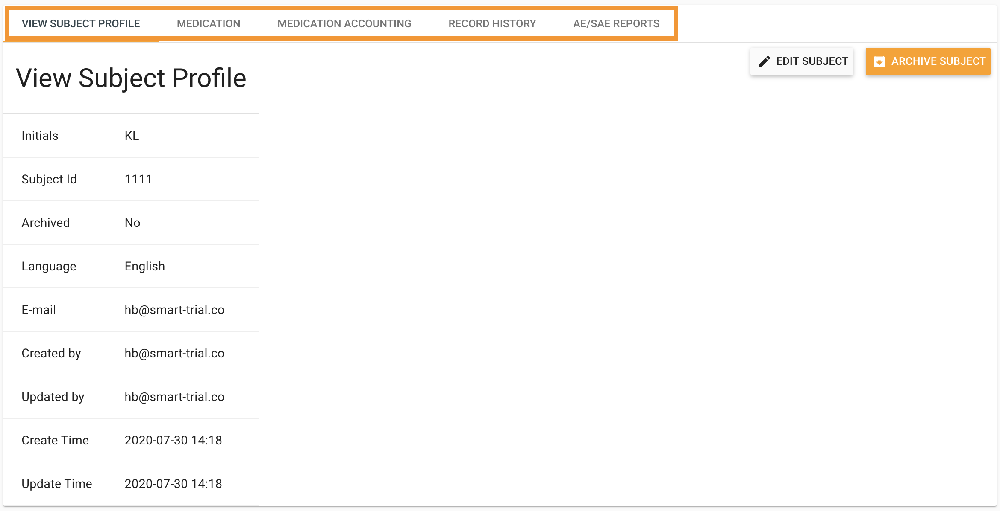 VIEW SUBJECT PROFILE MEDICATION MEDICATION ACCOUNTING RECORD HISTORY AE/SAE REPORTS
EDIT SUBJECT ARCHIVE SUBJECT
View Subject Profile
Initials KL
Subject Id 1111
Archived No
Language English
E-mail hb@smart-trial.co
Created by hb@smart-trial.co
Updated by hb@smart-trial.co
Create Time 2020-07-30 14:18
Update Time 2020-07-30 14:18